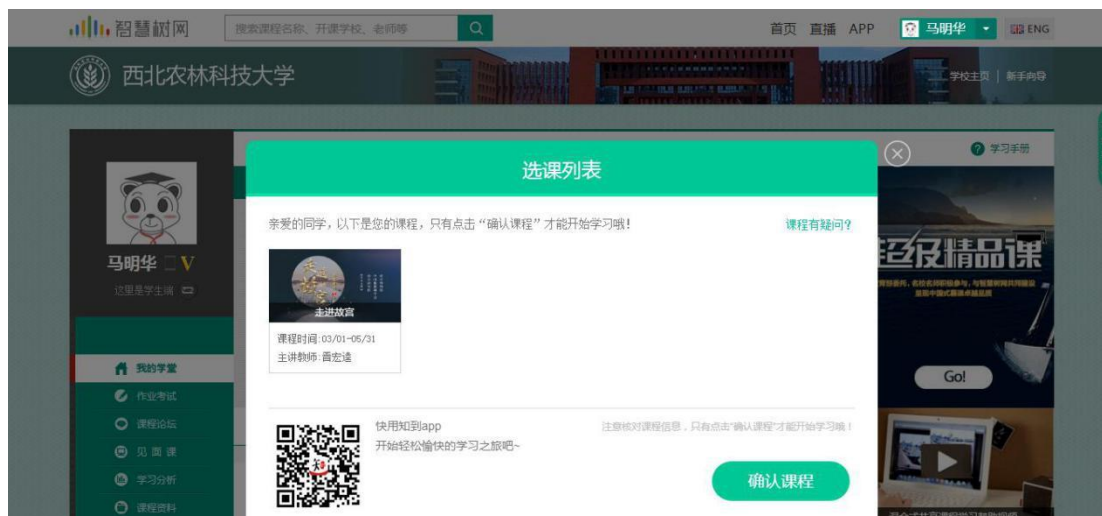 智慧树网
搜索课程名称、开课学校、老师等
首页 直播 APP
马明华
ENG
西北农林科技大学
学校主页 | 新手向导
选课列表
学习手册
亲爱的同学，以下是您的课程，只有点击“确认课程”才能开始学习哦！
课程有疑问?
马明华 V
这里是学生端
走进故宫
课程时间:03/01-05/31
主讲教师:晋宏逵
超级精品课
Go!
我的学堂
作业考试
课程论坛
见面课
学习分析
课程资料
快用知到app
开始轻松愉快的学习之旅吧~
注意核对课程信息，只有点击“确认课程”才能开始学习哦！
知
确认课程